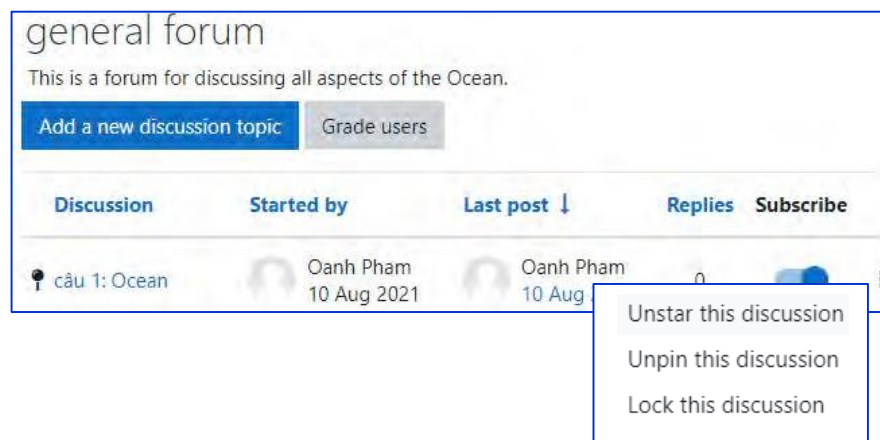 general forum
This is a forum for discussing all aspects of the Ocean.
Add a new discussion topic Grade users
Discussion Started by Last post ↓ Replies Subscribe
câu 1: Ocean Oanh Pham Oanh Pham
10 Aug 2021 10 Aug 0
Unstar this discussion
Unpin this discussion
Lock this discussion